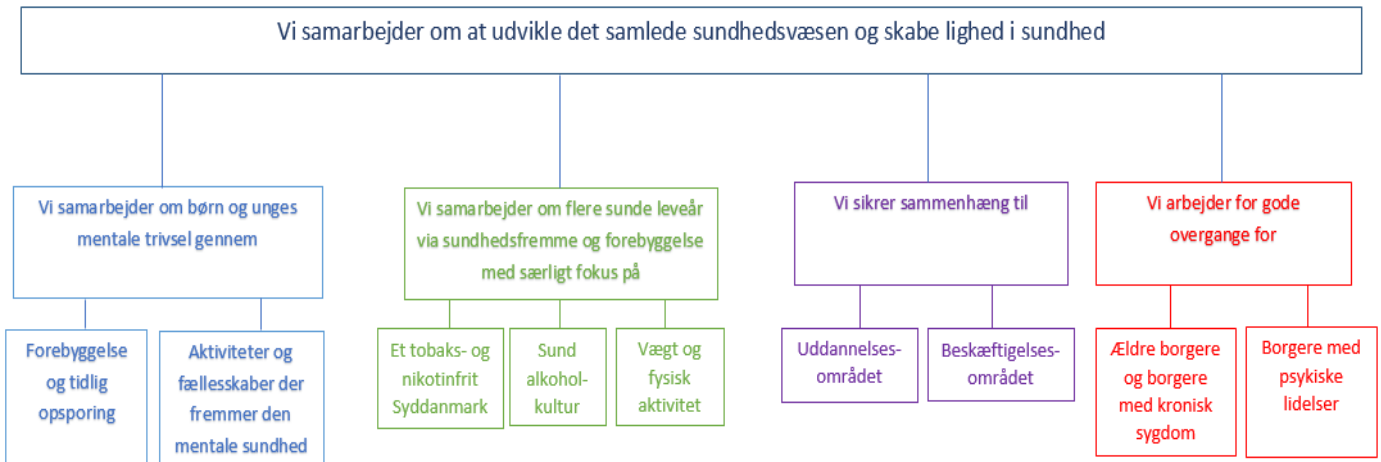 Vi samarbejder om at udvikle det samlede sundhedsvæsen og skabe lighed i sundhed
Vi samarbejder om børn og unges
mentale trivsel gennem
Forebyggelse
og tidlig
opsporing
Aktiviteter og
fællesskaber der
fremmer den
mentale sundhed
Vi samarbejder om flere sunde leveår
via sundhedsfremme og forebyggelse
med særligt fokus på
Et tobaks- og
nikotinfrit
Syddanmark
Sund
alkohol-
kultur
Vægt og
fysisk
aktivitet
Vi sikrer sammenhæng til
Uddannelses-
området
Beskæftigelses-
området
Vi arbejder for gode
overgange for
Ældre borgere
og borgere
med kronisk
sygdom
Borgere med
psykiske
lidelser